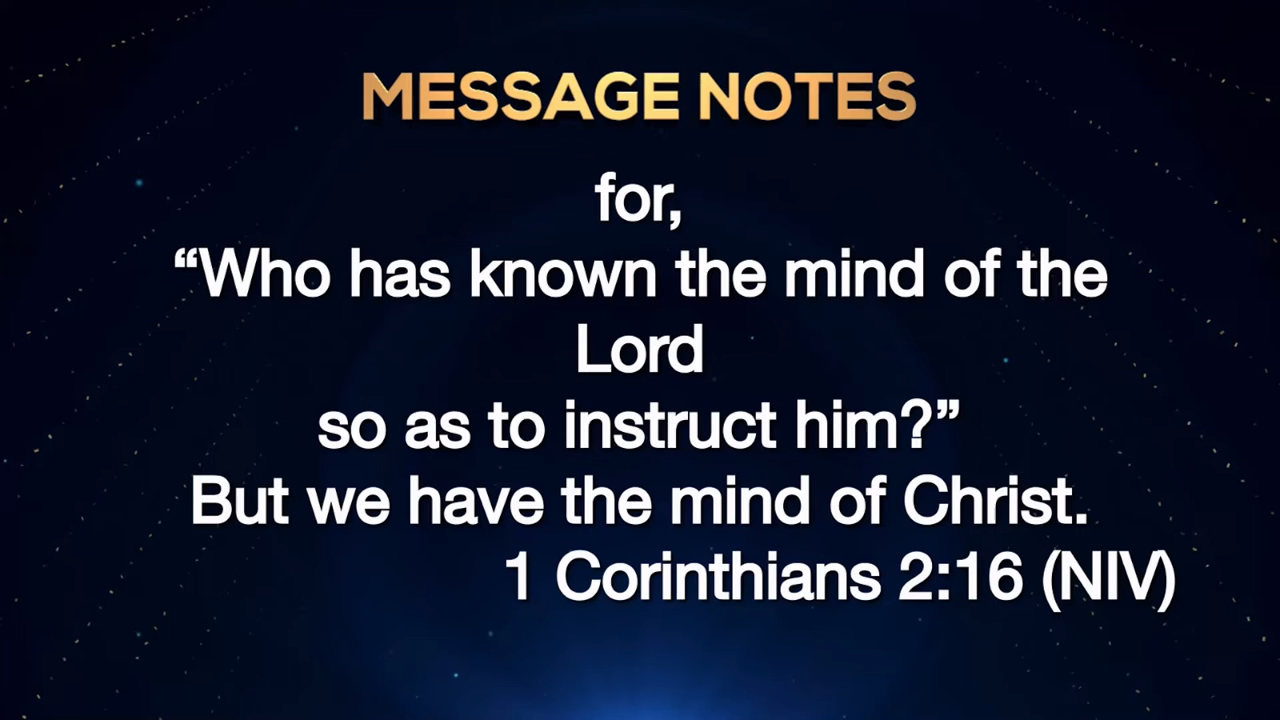 MESSAGE NOTES
for,
“Who has known the mind of the
Lord
so as to instruct him?”
But we have the mind of Christ.
1 Corinthians 2:16 (NIV)